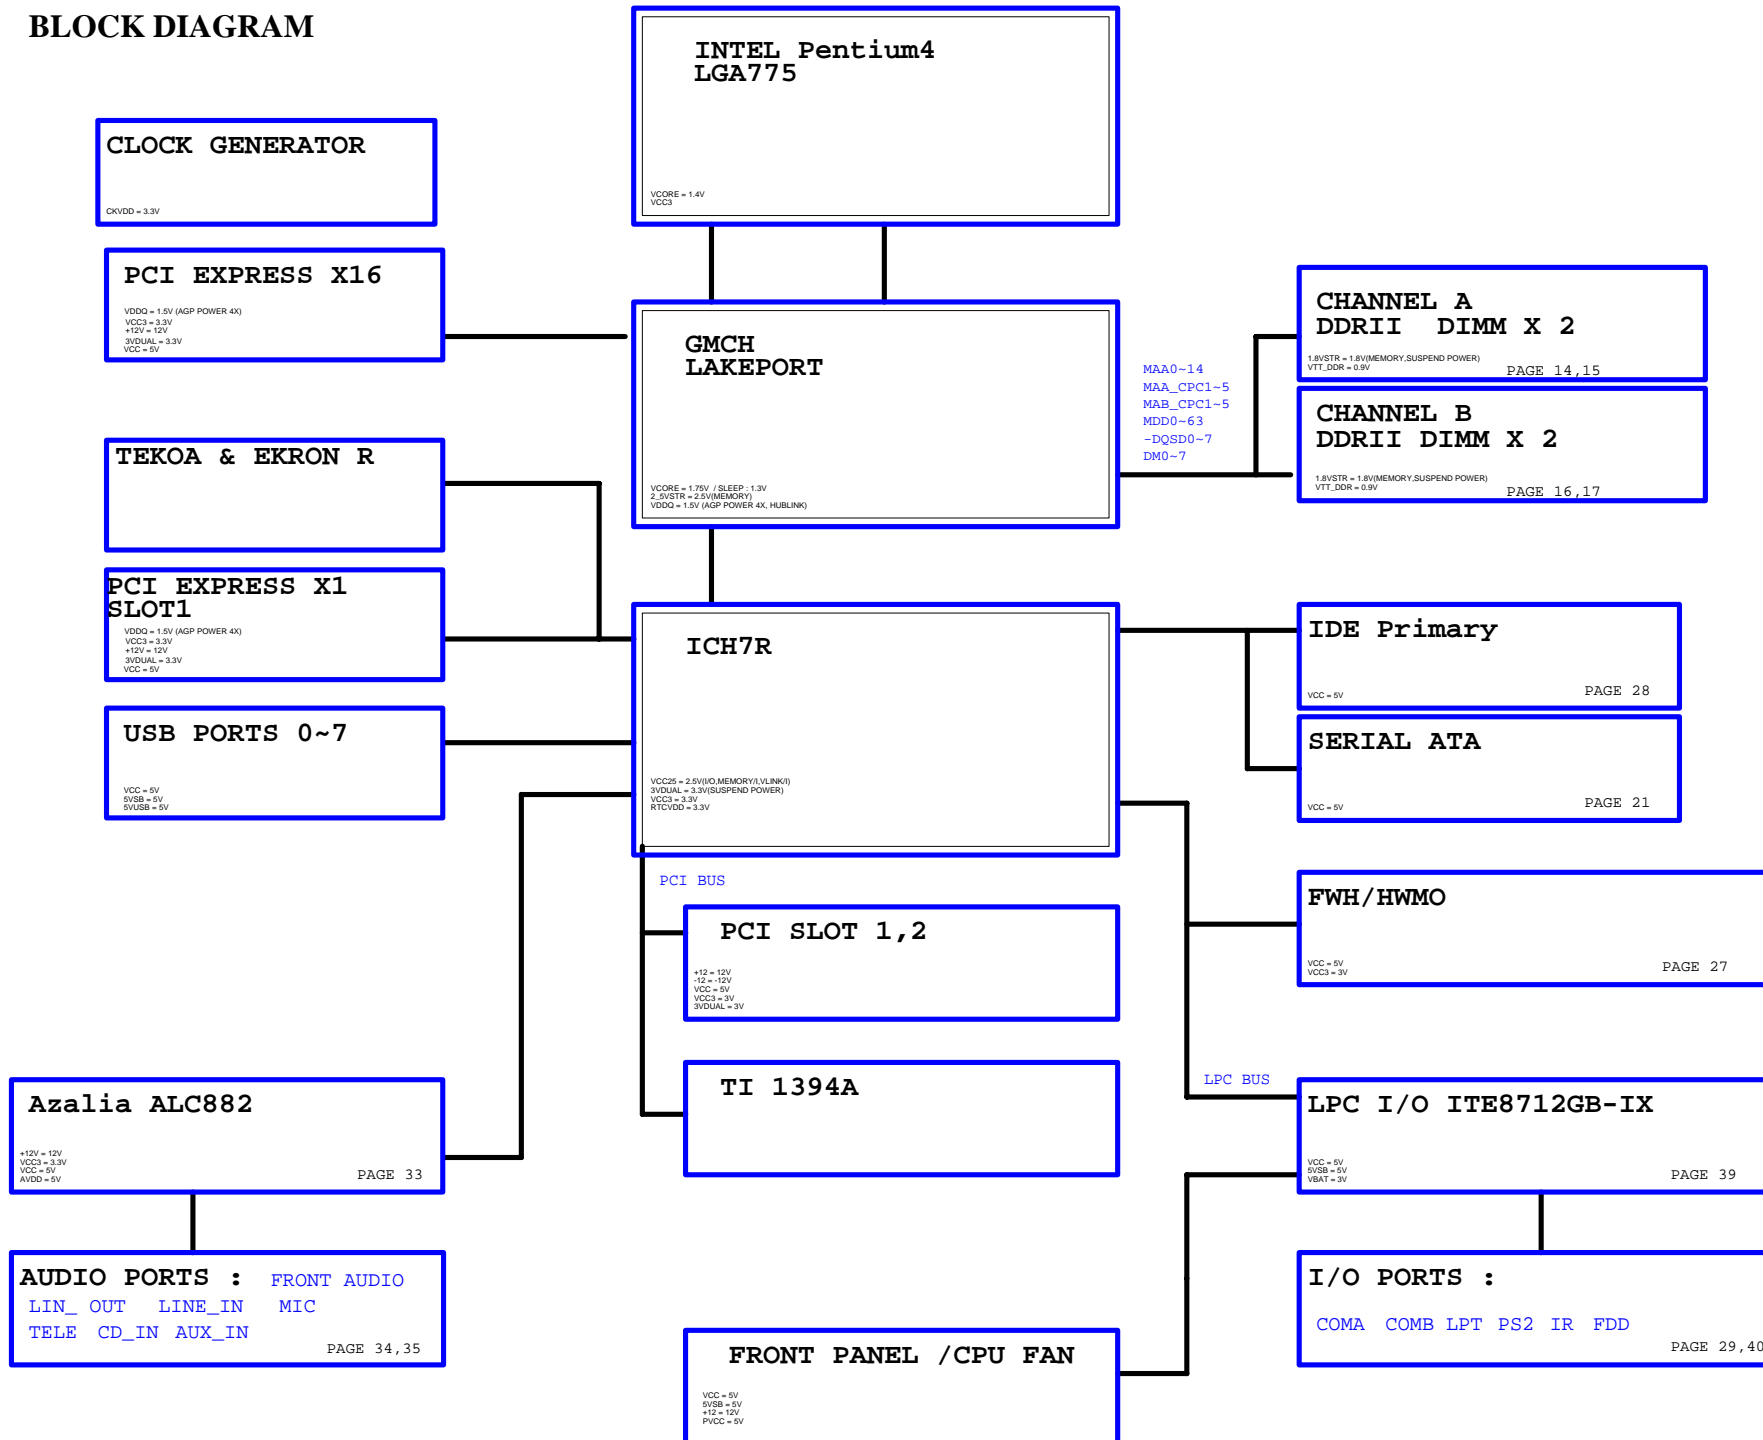 BLOCK DIAGRAM
INTEL Pentium4
LGA775
VCORE = 1.4V
VCC3
CLOCK GENERATOR
CKVDD = 3.3V
PCI EXPRESS X16
VDDQ = 1.5V (AGP POWER 4X)
VCC3 = 3.3V
+12V = 12V
3VDUAL = 3.3V
VCC = 5V
GMCH
LAKEPORT
VCORE = 1.75V / SLEEP : 1.3V
2_5VSTR = 2.5V(MEMORY)
VDDQ = 1.5V (AGP POWER 4X, HUBLINK)
MAA0~14
MAA_CPC1~5
MAB_CPC1~5
MDD0~63
-DQSD0~7
DM0~7
CHANNEL A
DDRII DIMM X 2
1.8VSTR = 1.8V(MEMORY,SUSPEND POWER)
VTT_DDR = 0.9V
PAGE 14,15
CHANNEL B
DDRII DIMM X 2
1.8VSTR = 1.8V(MEMORY,SUSPEND POWER)
VTT_DDR = 0.9V
PAGE 16,17
TEKOA & EKRON R
PCI EXPRESS X1
SLOT1
VDDQ = 1.5V (AGP POWER 4X)
VCC3 = 3.3V
+12V = 12V
3VDUAL = 3.3V
VCC = 5V
USB PORTS 0~7
VCC = 5V
5VSB = 5V
5VUSB = 5V
ICH7R
VCC25 = 2.5V(I/O,MEMORY/I,VLINK/I)
3VDUAL = 3.3V(SUSPEND POWER)
VCC3 = 3.3V
RTCVDD = 3.3V
IDE Primary
VCC = 5V
PAGE 28
SERIAL ATA
VCC = 5V
PAGE 21
PCI BUS
PCI SLOT 1,2
+12 = 12V
-12 = -12V
VCC = 5V
VCC3 = 3V
3VDUAL = 3V
FWH/HWMO
VCC = 5V
VCC3 = 3V
PAGE 27
TI 1394A
LPC BUS
LPC I/O ITE8712GB-IX
VCC = 5V
5VSB = 5V
VBAT = 3V
PAGE 39
Azalia ALC882
+12V = 12V
VCC3 = 3.3V
VCC = 5V
AVDD = 5V
PAGE 33
AUDIO PORTS : FRONT AUDIO
LIN_ OUT LINE_IN MIC
TELE CD_IN AUX_IN
PAGE 34,35
FRONT PANEL /CPU FAN
VCC = 5V
5VSB = 5V
+12 = 12V
PVCC = 5V
I/O PORTS :
COMA COMB LPT PS2 IR FDD
PAGE 29,40